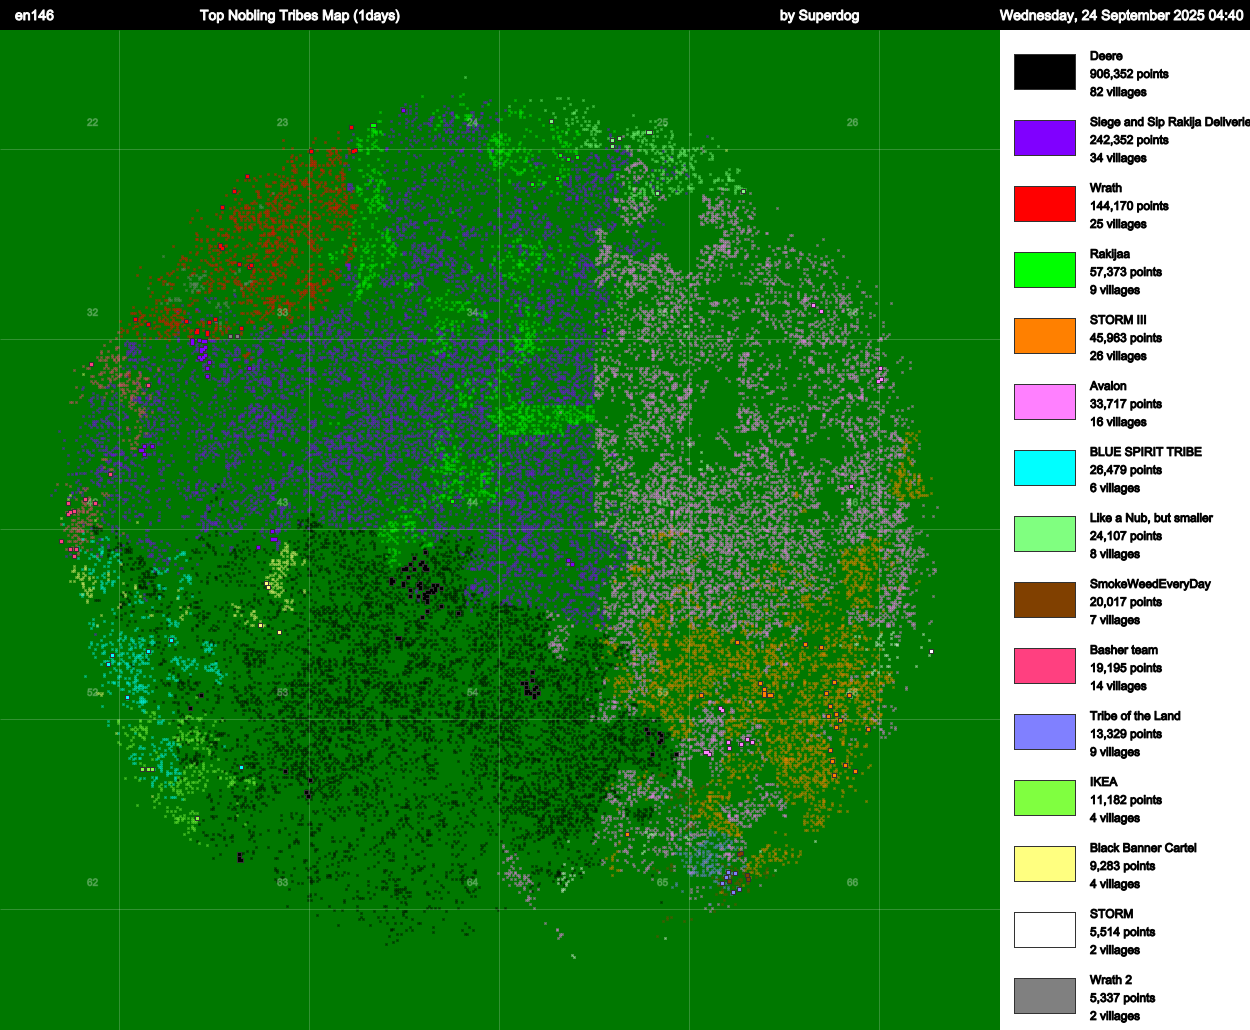 en146
Top Nobling Tribes Map (1days)
by Superdog
Wednesday, 24 September 2025 04:40
22
23
24
25
26
32
33
34
43
44
53
54
55
62
63
64
65
66
Deere
906,352 points
82 villages
Siege and Sip Rakija Deliverie
242,352 points
34 villages
Wrath
144,170 points
25 villages
Rakijaa
57,373 points
9 villages
STORM III
45,963 points
26 villages
Avalon
33,717 points
16 villages
BLUE SPIRIT TRIBE
26,479 points
6 villages
Like a Nub, but smaller
24,107 points
8 villages
SmokeWeedEveryDay
20,017 points
7 villages
Basher team
19,195 points
14 villages
Tribe of the Land
13,329 points
9 villages
IKEA
11,182 points
4 villages
Black Banner Cartel
9,283 points
4 villages
STORM
5,514 points
2 villages
Wrath 2
5,337 points
2 villages